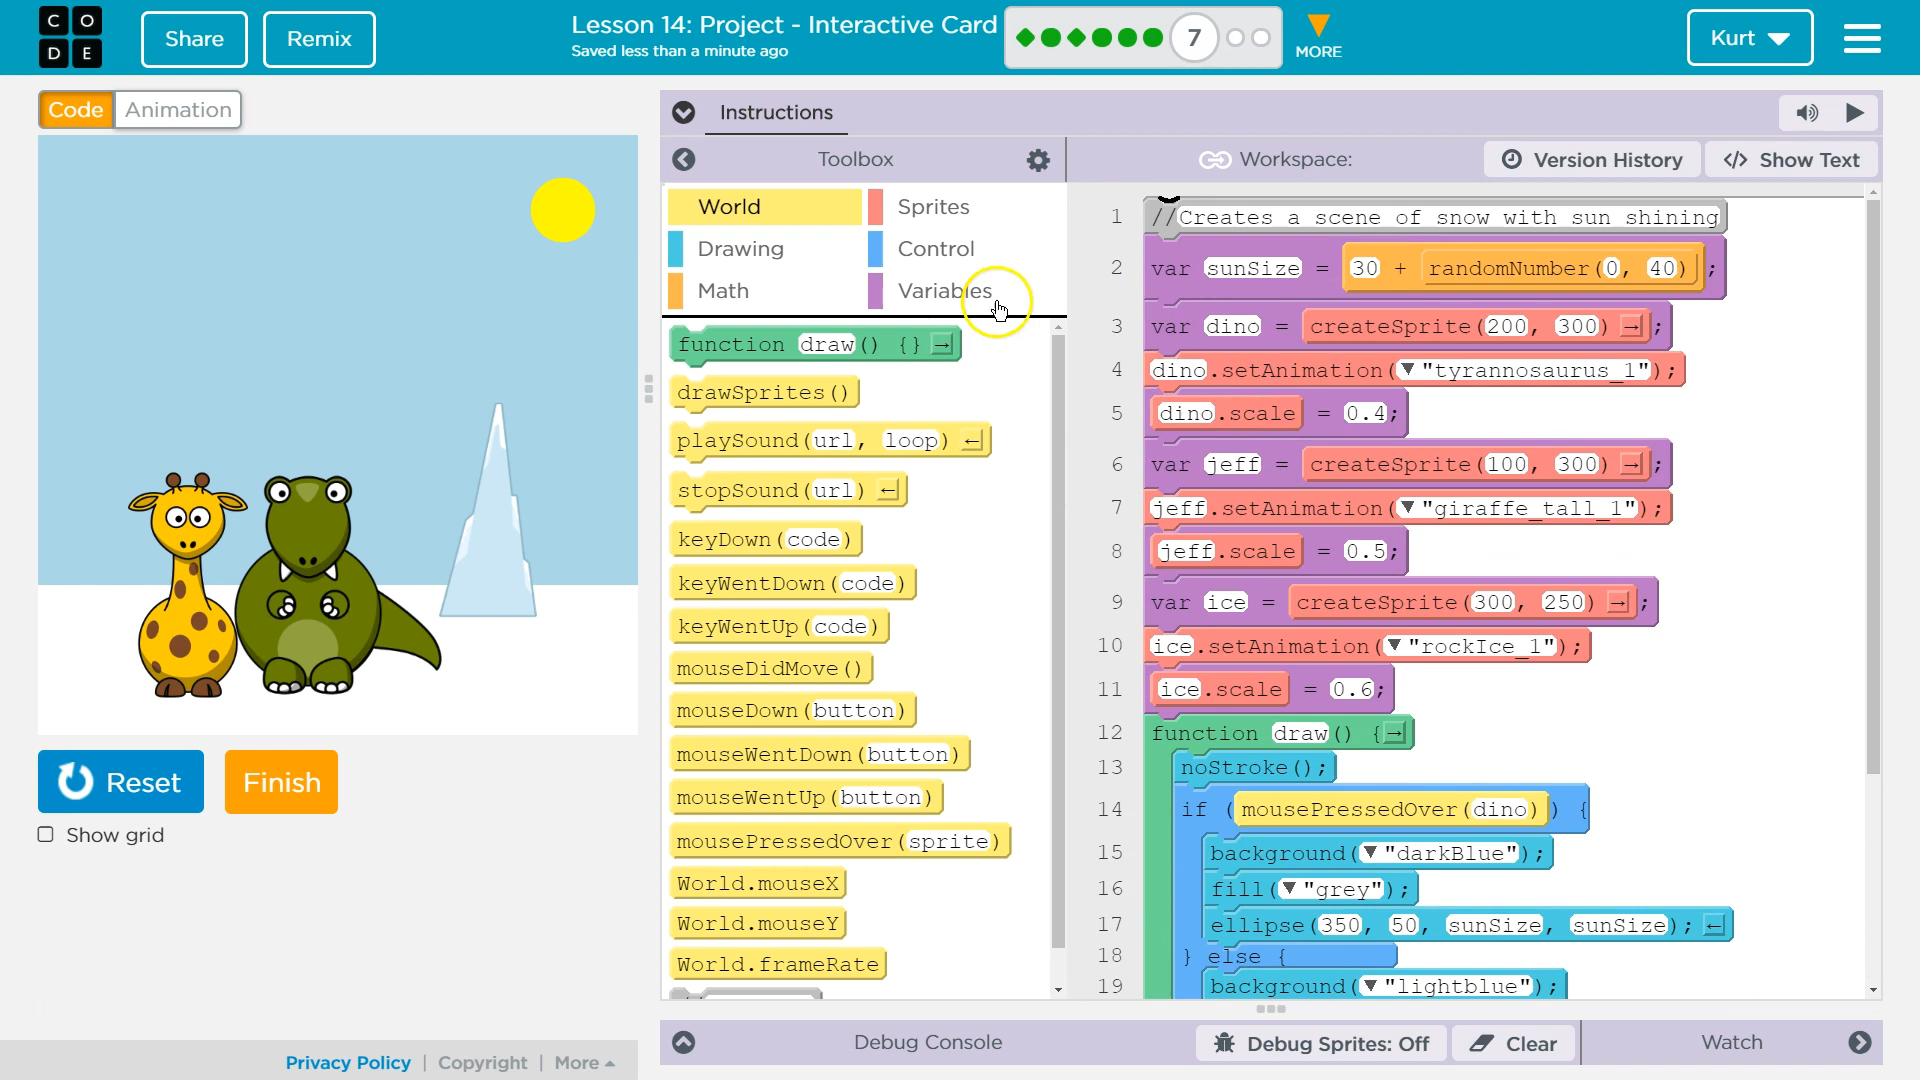 CODE
Share
Remix
Lesson 14: Project - Interactive Card
Saved less than a minute ago
7
MORE
Kurt
Code
Animation
Instructions
Toolbox
Workspace:
Version History
</> Show Text
World
Sprites
Drawing
Control
Math
Variables
function draw() {}
drawSprites()
playSound(url, loop)
stopSound(url)
keyDown(code)
keyWentDown(code)
keyWentUp(code)
mouseDidMove()
mouseDown(button)
mouseWentDown(button)
mouseWentUp(button)
mousePressedOver(sprite)
World.mouseX
World.mouseY
World.frameRate
1 //Creates a scene of snow with sun shining
2 var sunSize = 30 + randomNumber(0, 40);
3 var dino = createSprite(200, 300);
4 dino.setAnimation("tyrannosaurus_1");
5 dino.scale = 0.4;
6 var jeff = createSprite(100, 300);
7 jeff.setAnimation("giraffe_tall_1");
8 jeff.scale = 0.5;
9 var ice = createSprite(300, 250);
10 ice.setAnimation("rockIce_1");
11 ice.scale = 0.6;
12 function draw() {
13 noStroke();
14 if (mousePressedOver(dino)) {
15 background("darkBlue");
16 fill("grey");
17 ellipse(350, 50, sunSize, sunSize);
18 } else {
19 background("lightblue");
Reset
Finish
Show grid
Debug Console
Debug Sprites: Off
Clear
Watch
Privacy Policy | Copyright | More